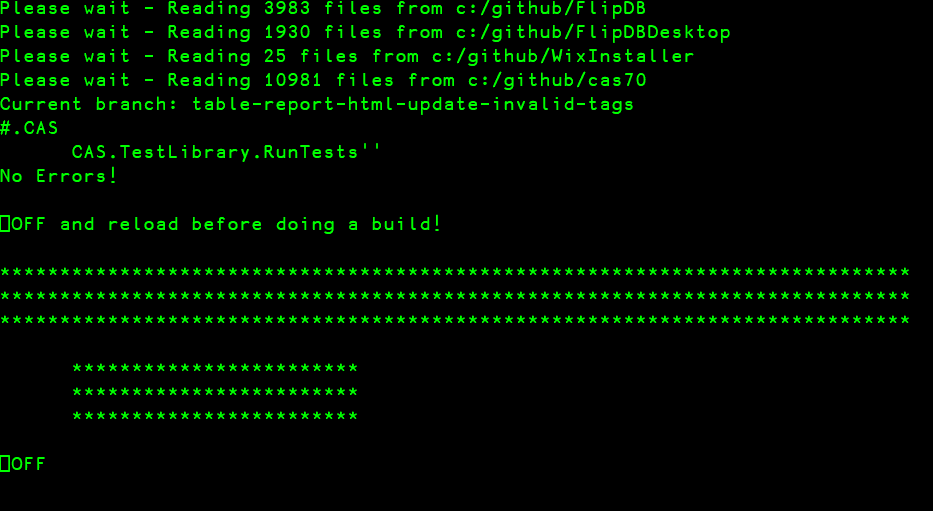 Please wait - Reading 3983 files from c:/github/FlipDB
Please wait - Reading 1930 files from c:/github/FlipDBDesktop
Please wait - Reading 25 files from c:/github/WixInstaller
Please wait - Reading 10981 files from c:/github/cas70
Current branch: table-report-html-update-invalid-tags
#.CAS
      CAS.TestLibrary.RunTests''
No Errors!
⎕OFF and reload before doing a build!
****************************************************************************
****************************************************************************
****************************************************************************
      ************************
      ************************
      ************************
⎕OFF